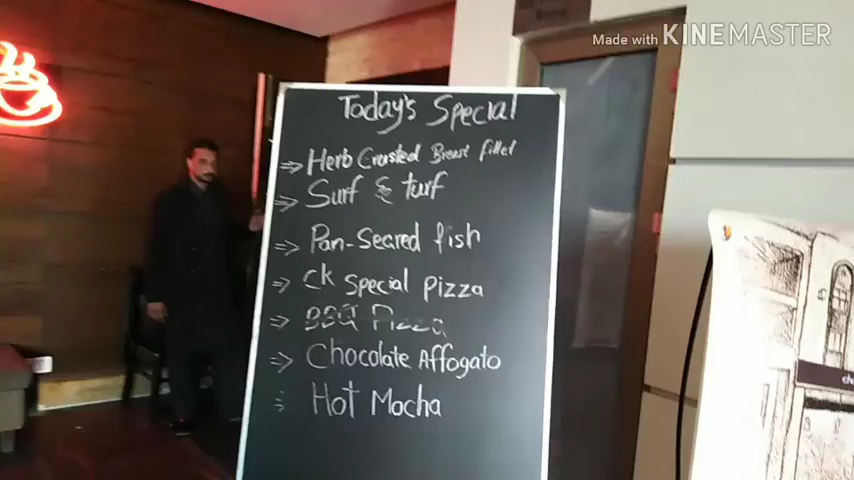 Made with KINEMASTER
Today's Special
⇒ Herb Crusted Breast fillet
⇒ Surf & turf
⇒ Pan-Seared fish
⇒ CK Special pizza
⇒ BBQ Pizza
⇒ Chocolate Affogato
Hot Mocha